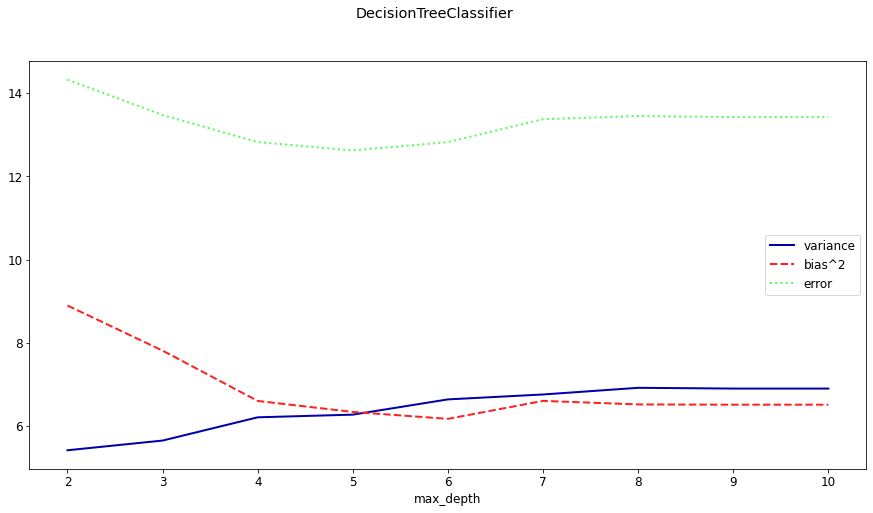 DecisionTreeClassifier
14
12
10
8
6
variance
bias^2
error
2 3 4 5 6 7 8 9 10
max_depth